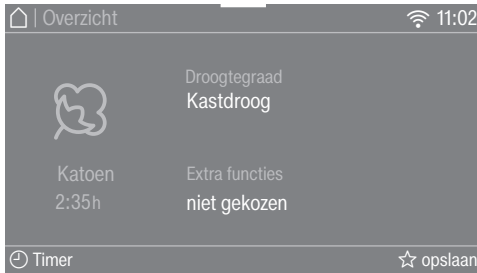 | Overzicht 11:02
Droogtegraad
Kastdroog
Katoen
2:35h
Extra functies
niet gekozen
Timer opslaan